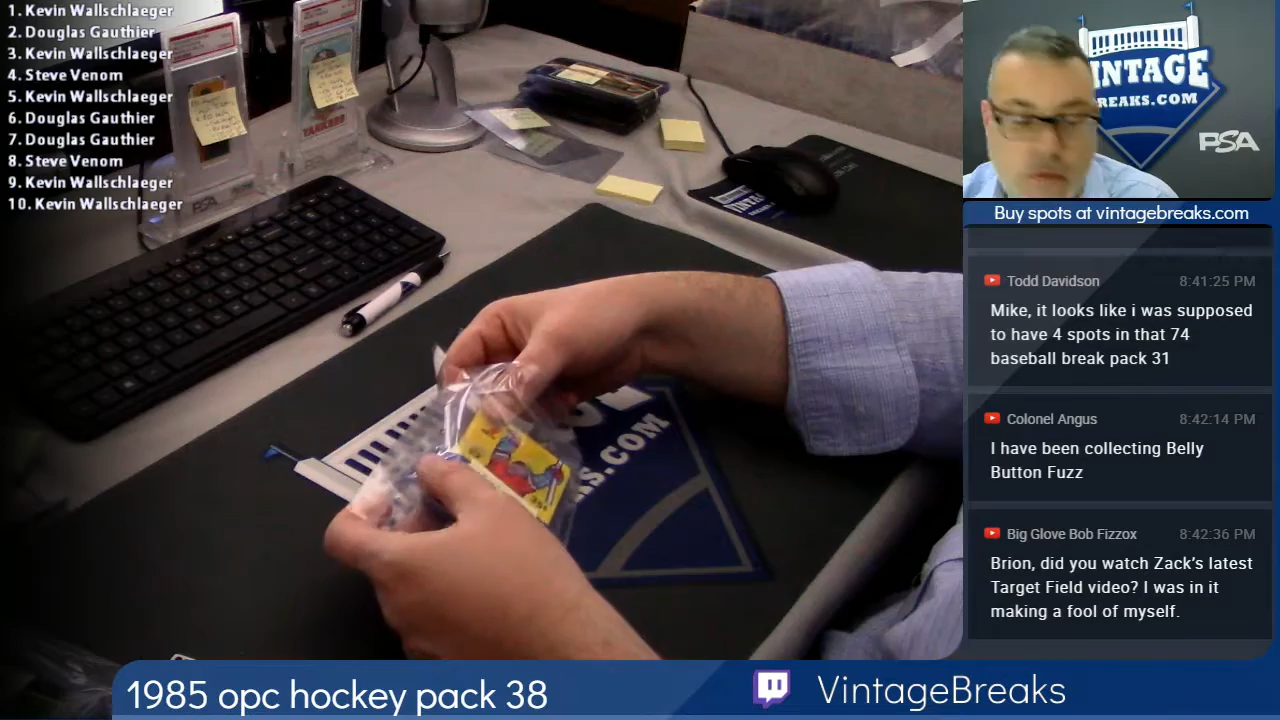 1. Kevin Wallschlaeger
2. Douglas Gauthier
3. Kevin Wallschlaeger
4. Steve Venom
5. Kevin Wallschlaeger
6. Douglas Gauthier
7. Douglas Gauthier
8. Steve Venom
9. Kevin Wallschlaeger
10. Kevin Wallschlaeger
YANKEES
PSA
INTAGE
BREAKS.COM
PSA
Buy spots at vintagebreaks.com
Todd Davidson 8:41:25 PM
Mike, it looks like i was supposed
to have 4 spots in that 74
baseball break pack 31
Colonel Angus 8:42:14 PM
I have been collecting Belly
Button Fuzz
Big Glove Bob Fizzox 8:42:36 PM
Brion, did you watch Zack's latest
Target Field video? I was in it
making a fool of myself.
KS.COM
1985 opc hockey pack 38
VintageBreaks